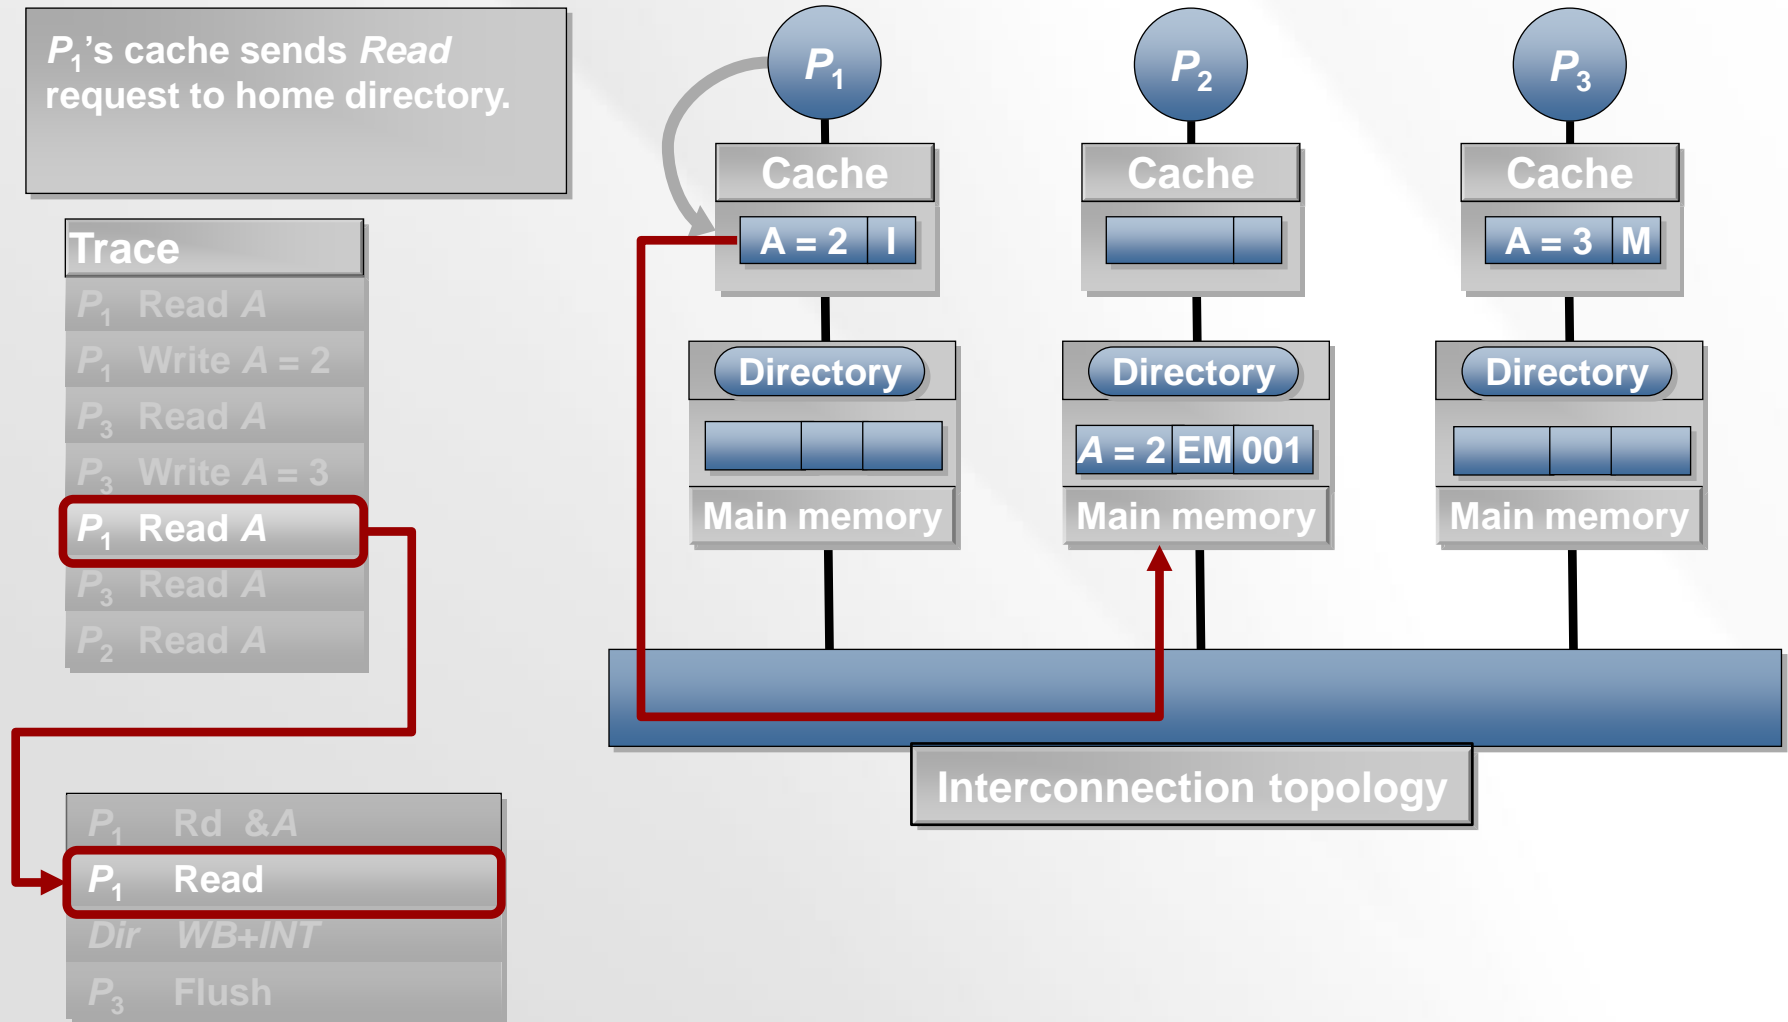 P1's cache sends Read
request to home directory.
Trace
P1 Read A
P1 Write A = 2
P3 Read A
P3 Write A = 3
P1 Read A
P3 Read A
P2 Read A
P1 Rd &A
P1 Read
Dir WB+INT
P3 Flush
P1
Cache
A = 2 I
Directory
Main memory
P2
Cache
Directory
A = 2 EM 001
Main memory
P3
Cache
A = 3 M
Directory
Main memory
Interconnection topology